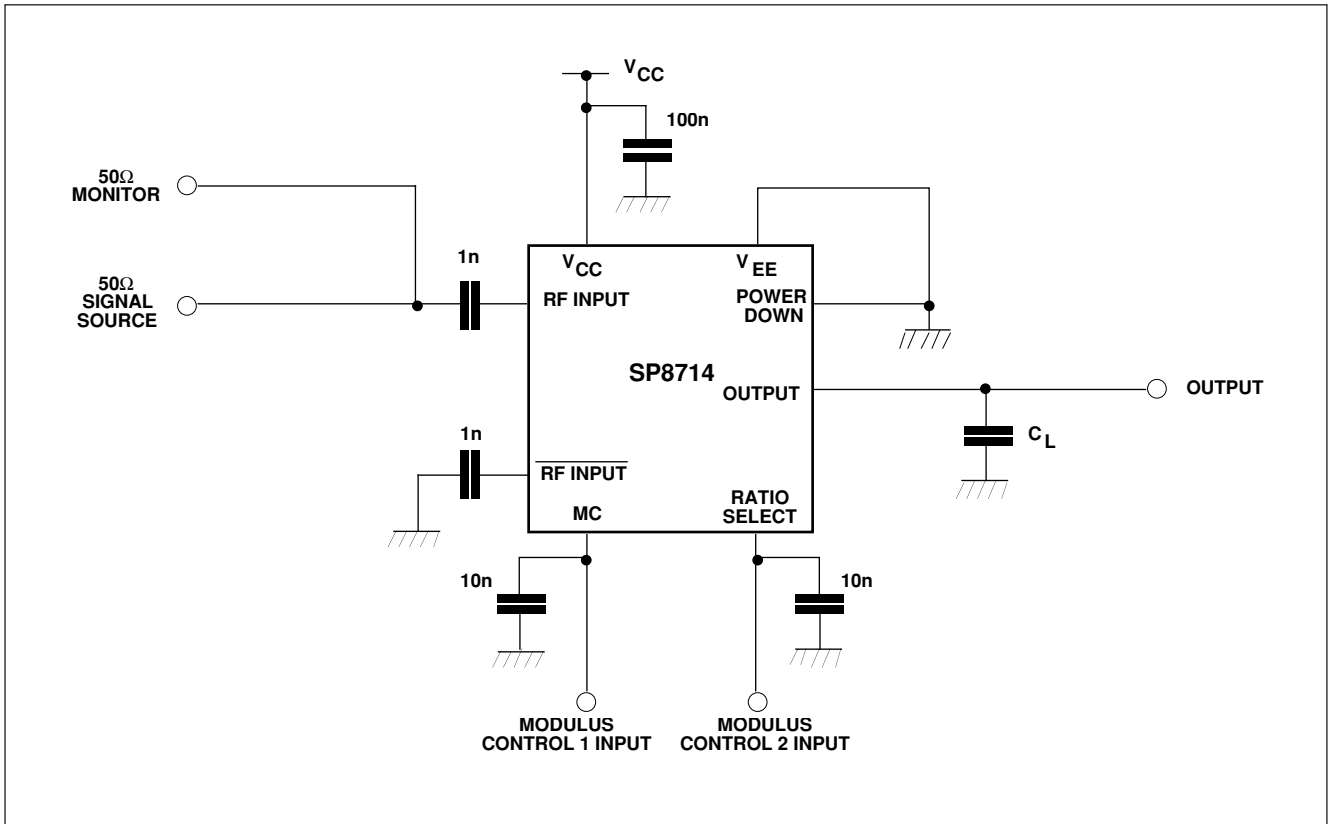 V CC
100n
50Ω
MONITOR
1n
50Ω
SIGNAL
SOURCE
V CC
V EE
RF INPUT
POWER
DOWN
SP8714
OUTPUT
OUTPUT
C L
1n
RF INPUT
MC
RATIO
SELECT
10n
10n
MODULUS
CONTROL 1 INPUT
MODULUS
CONTROL 2 INPUT